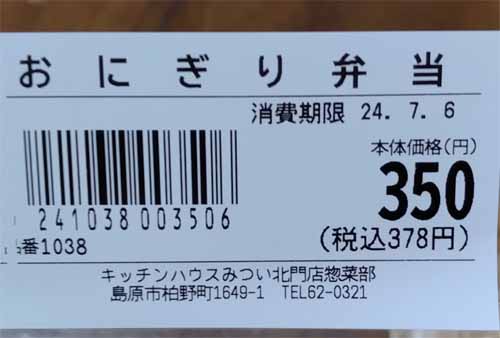 おにぎり弁当
消費期限 24. 7. 6
本体価格(円)
350
(税込378円)
241038003506
品番1038
キッチンハウスみつい北門店惣菜部
島原市柏野町1649-1 TEL62-0321